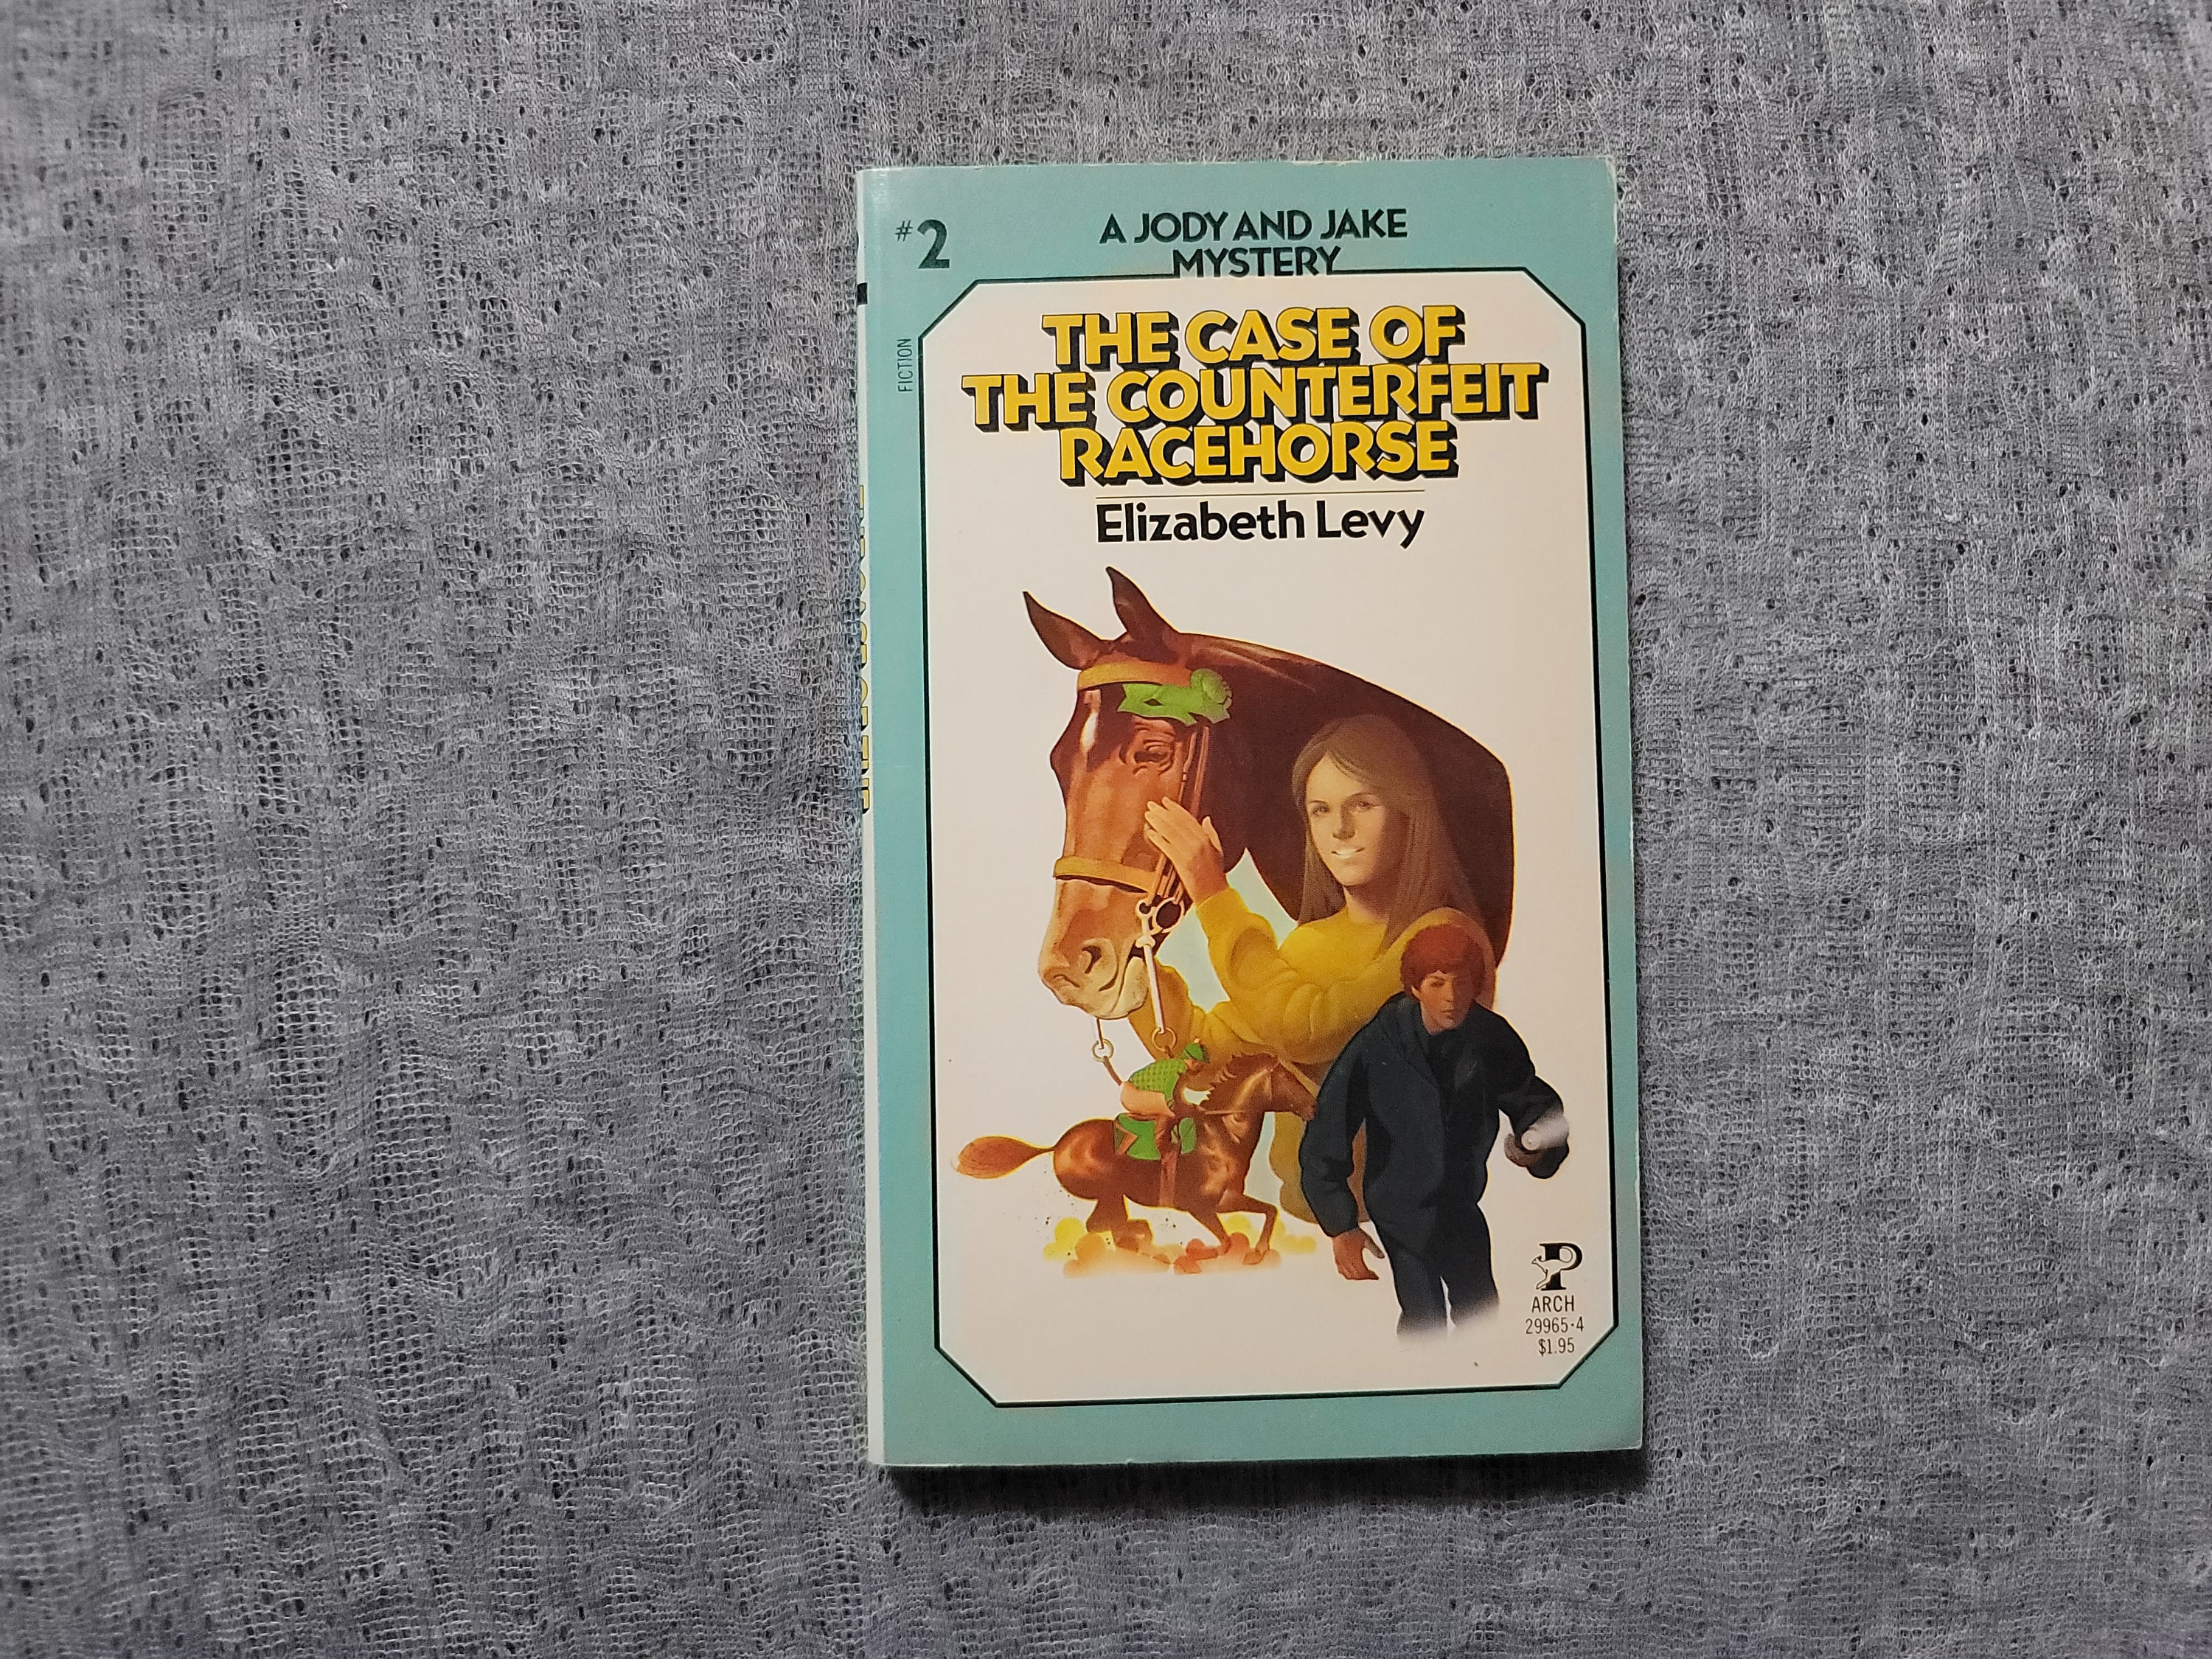 #2
A JODY AND JAKE
MYSTERY
FICTION
THE CASE OF
THE COUNTERFEIT
RACEHORSE
Elizabeth Levy
P
ARCH
29965·4
$1.95